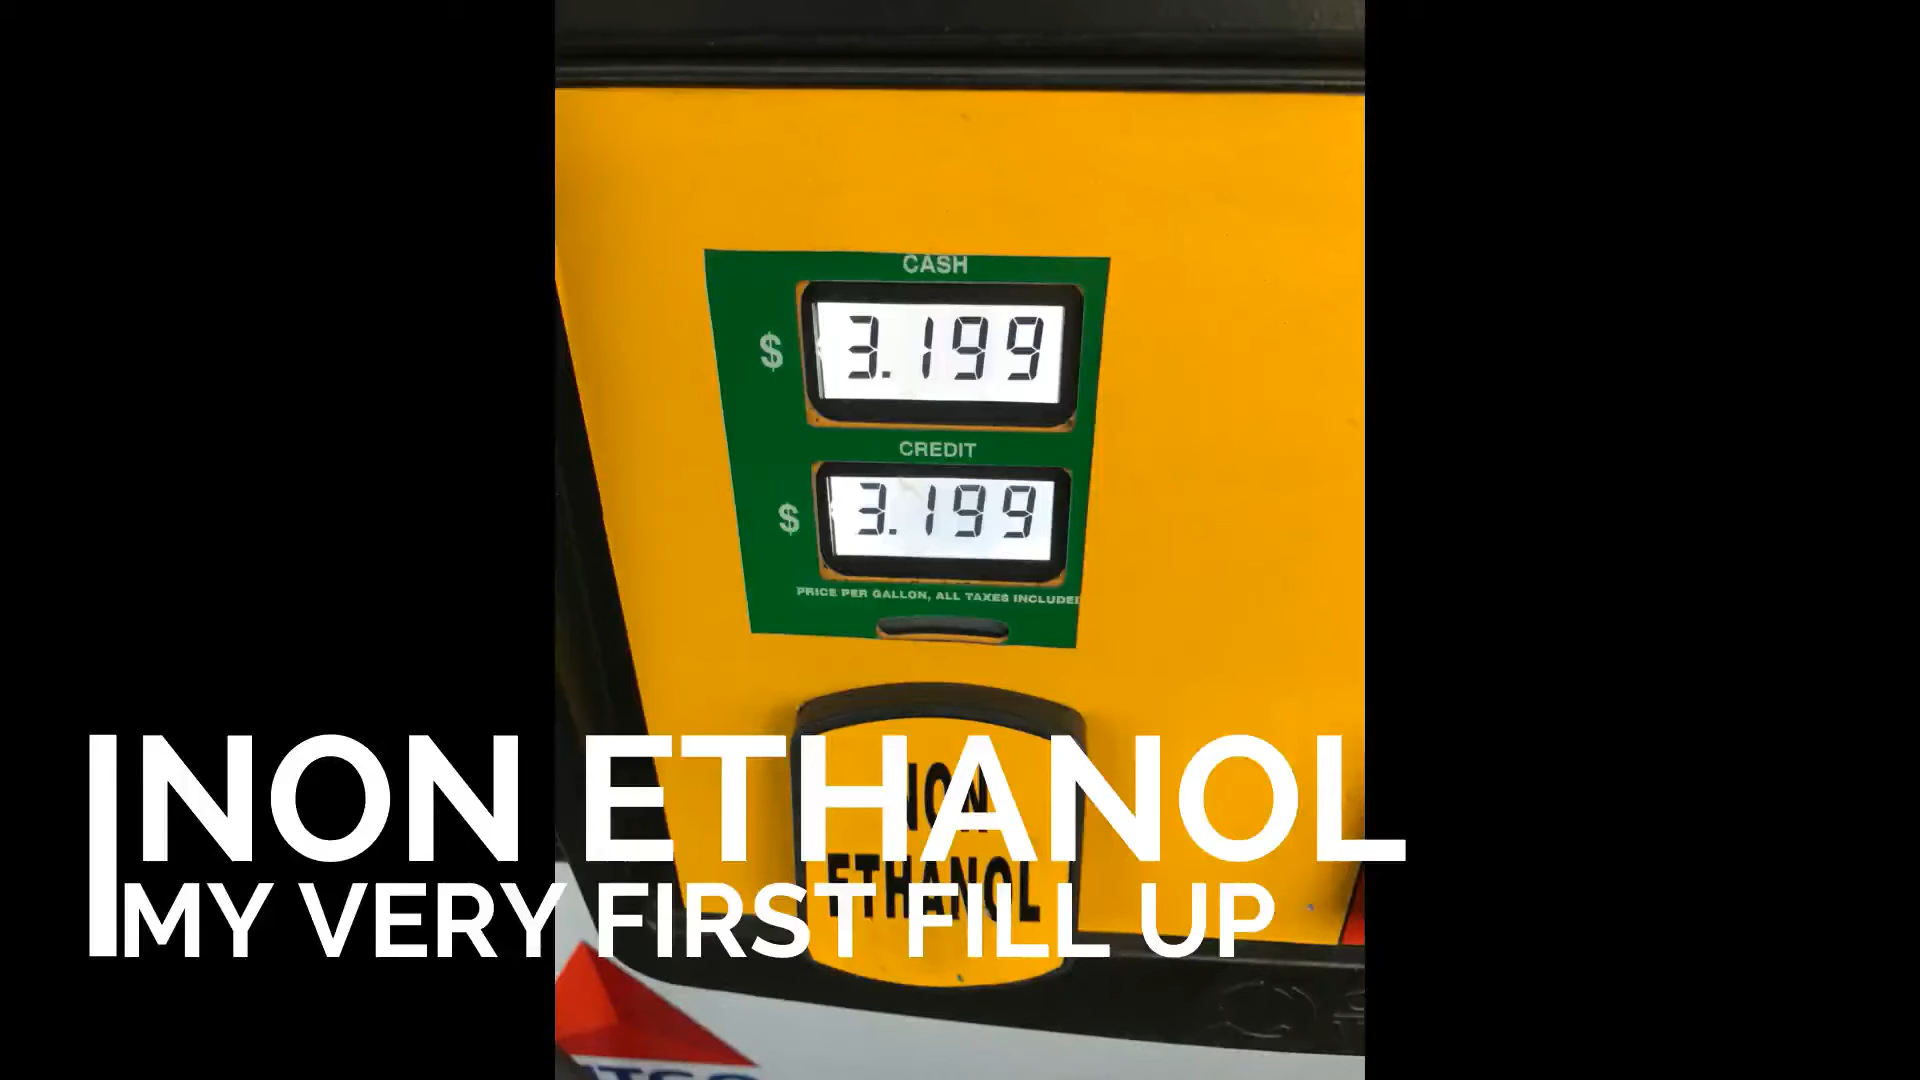 CASH
$ 3.199
CREDIT
$ 3.199
PRICE PER GALLON, ALL TAXES INCLUDED
NON
ETHANOL
NON ETHANOL
MY VERY FIRST FILL UP